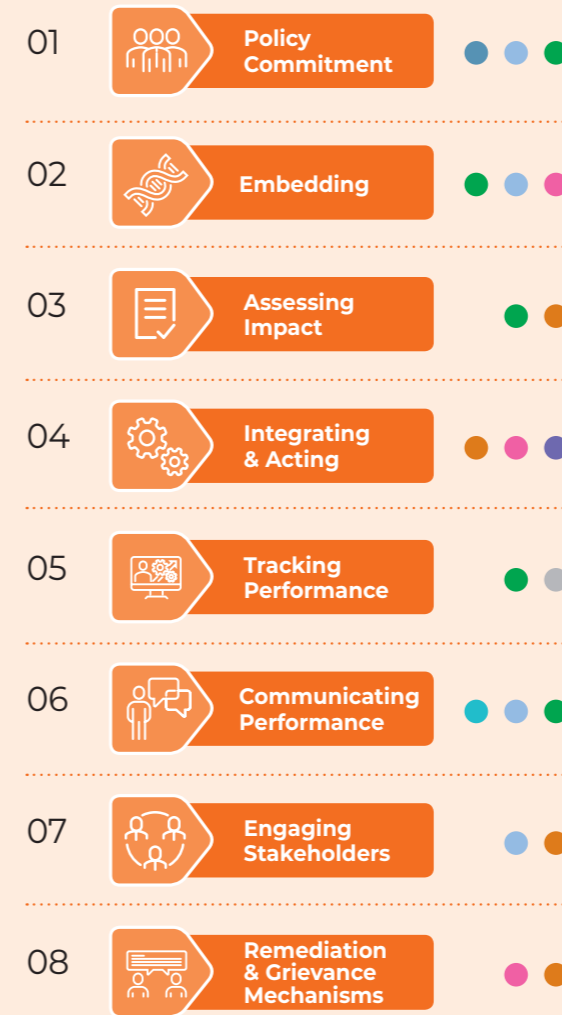 01
Policy
Commitment
02
Embedding
03
Assessing
Impact
04
Integrating
& Acting
05
Tracking
Performance
06
Communicating
Performance
07
Engaging
Stakeholders
08
Remediation
& Grievance
Mechanisms